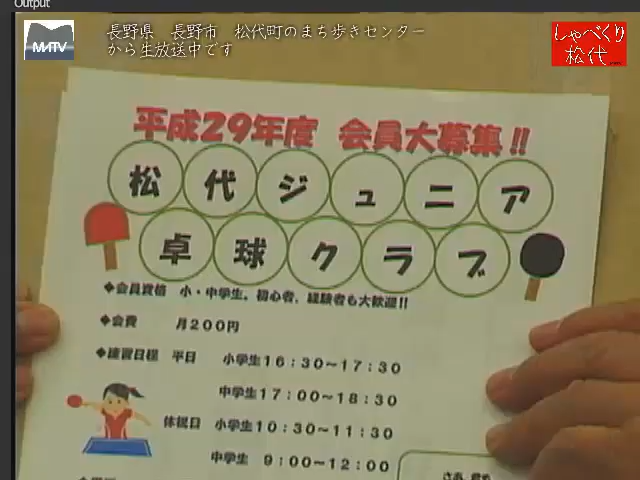 Output
MATV
長野県 長野市 松代町のまち歩きセンター
から生放送中です
しゃべくり
松代
平成29年度 会員大募集!!
松代ジュニア
卓球クラブ
◆会員資格 小・中学生。初心者、経験者も大歓迎!!
◆会費 月200円
◆練習日程 平日 小学生16:30~17:30
中学生17:00~18:30
休祝日 小学生10:30~11:30
中学生 9:00~12:00